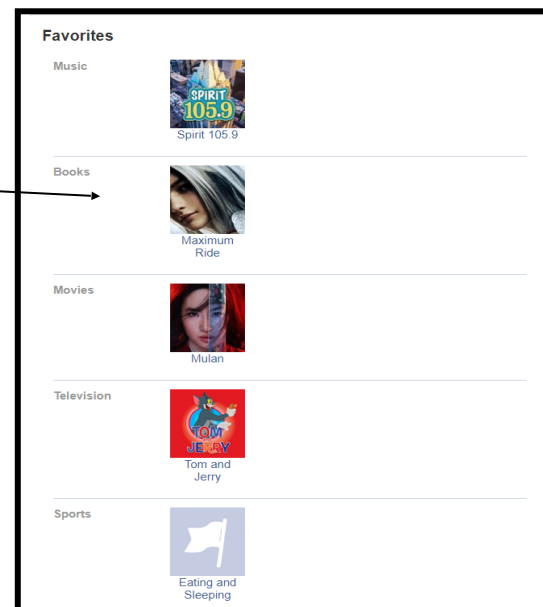 Favorites
Music
SPIRIT
105.9
Spirit 105.9
Books
Maximum
Ride
Movies
Mulan
Television
TOM
JERRY
Tom and
Jerry
Sports
Eating and
Sleeping